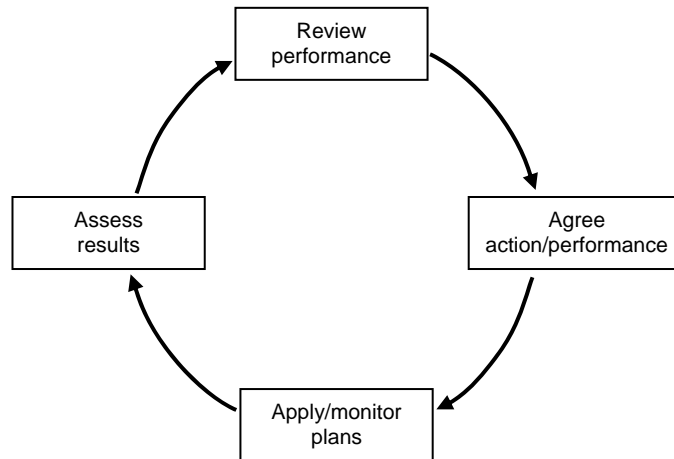 Review
performance
Assess
results
Agree
action/performance
Apply/monitor
plans